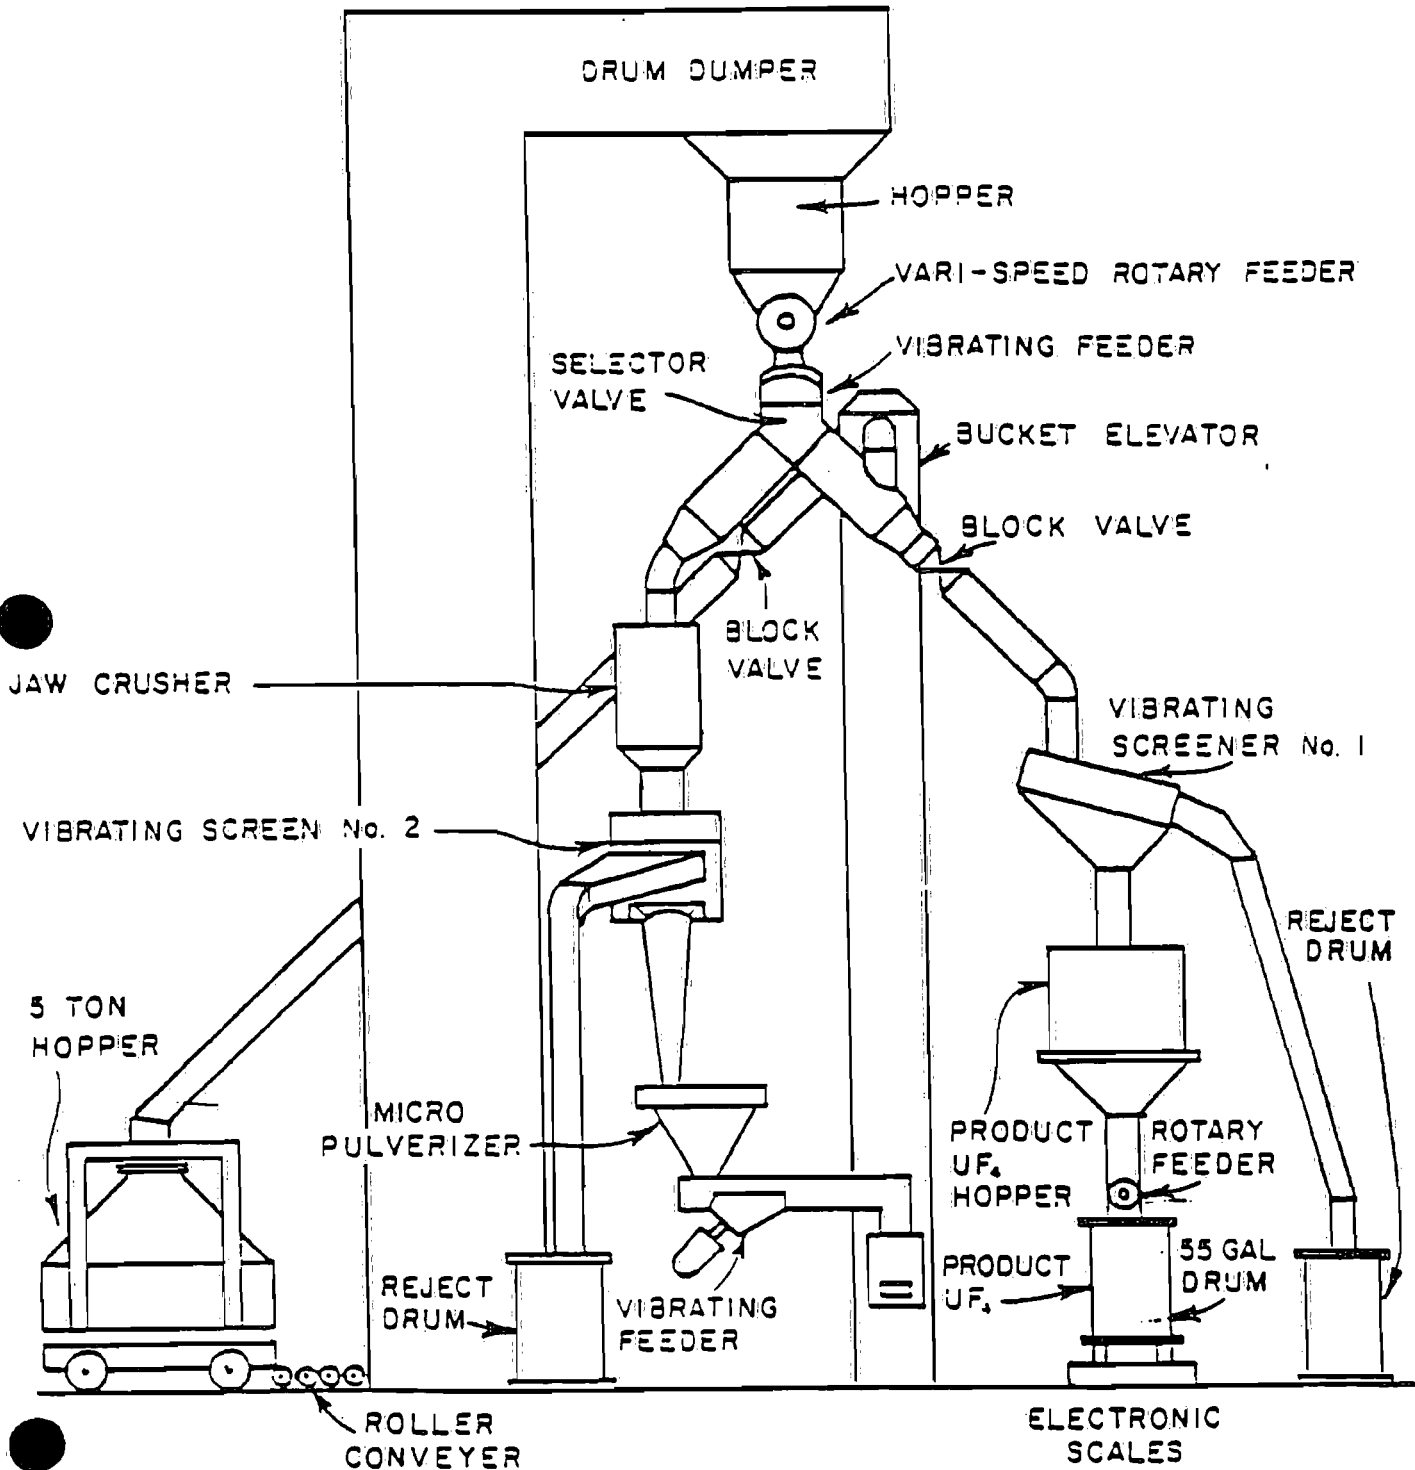 DRUM DUMPER
HOPPER
VARI-SPEED ROTARY FEEDER
VIBRATING FEEDER
SELECTOR
VALVE
BUCKET ELEVATOR
BLOCK VALVE
BLOCK
VALVE
JAW CRUSHER
VIBRATING
SCREENER No. 1
VIBRATING SCREEN No. 2
REJECT
DRUM
5 TON
HOPPER
MICRO
PULVERIZER
PRODUCT
UF₄
HOPPER
ROTARY
FEEDER
REJECT
DRUM
VIBRATING
FEEDER
PRODUCT
UF₄
55 GAL
DRUM
ROLLER
CONVEYER
ELECTRONIC
SCALES